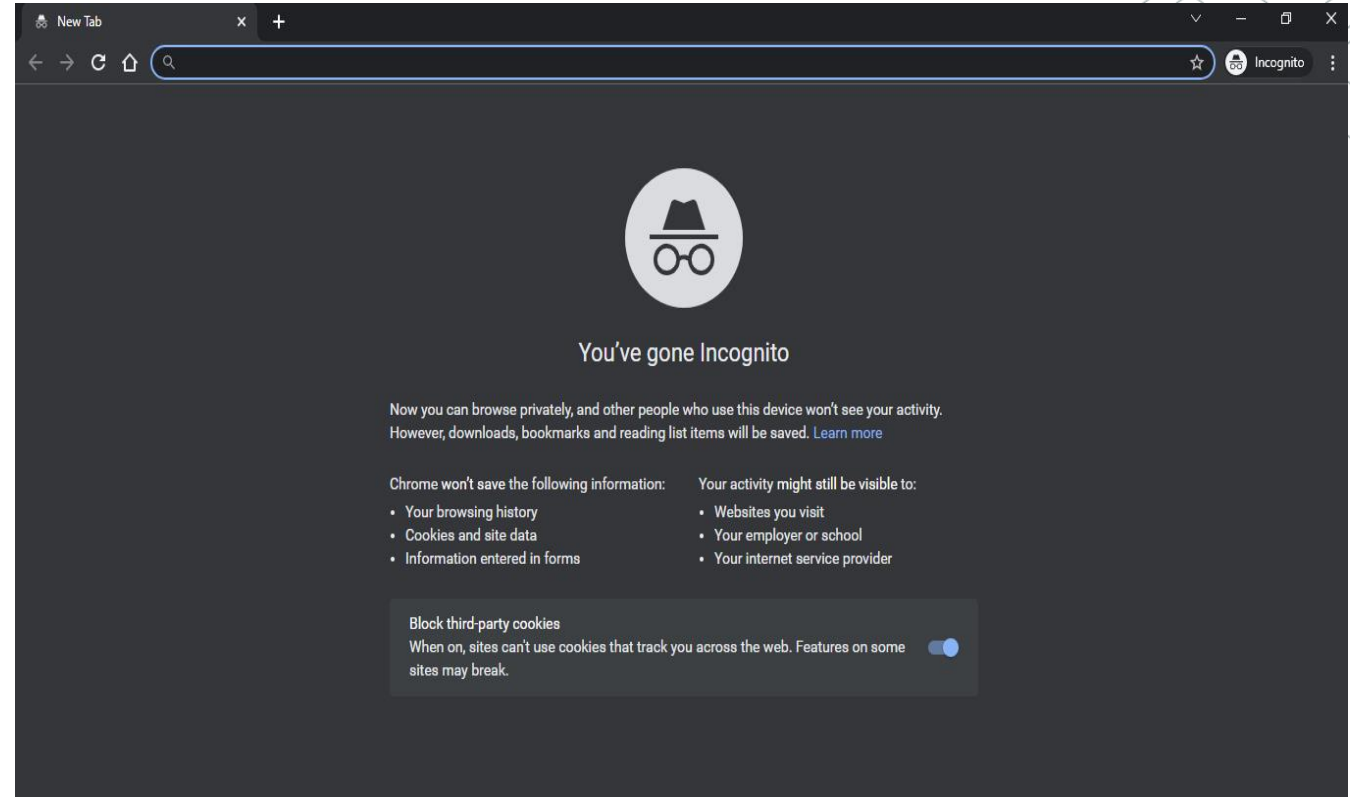 New Tab
Incognito
You've gone Incognito
Now you can browse privately, and other people who use this device won't see your activity.
However, downloads, bookmarks and reading list items will be saved. Learn more
Chrome won't save the following information:
• Your browsing history
• Cookies and site data
• Information entered in forms
Your activity might still be visible to:
• Websites you visit
• Your employer or school
• Your internet service provider
Block third-party cookies
When on, sites can't use cookies that track you across the web. Features on some
sites may break.